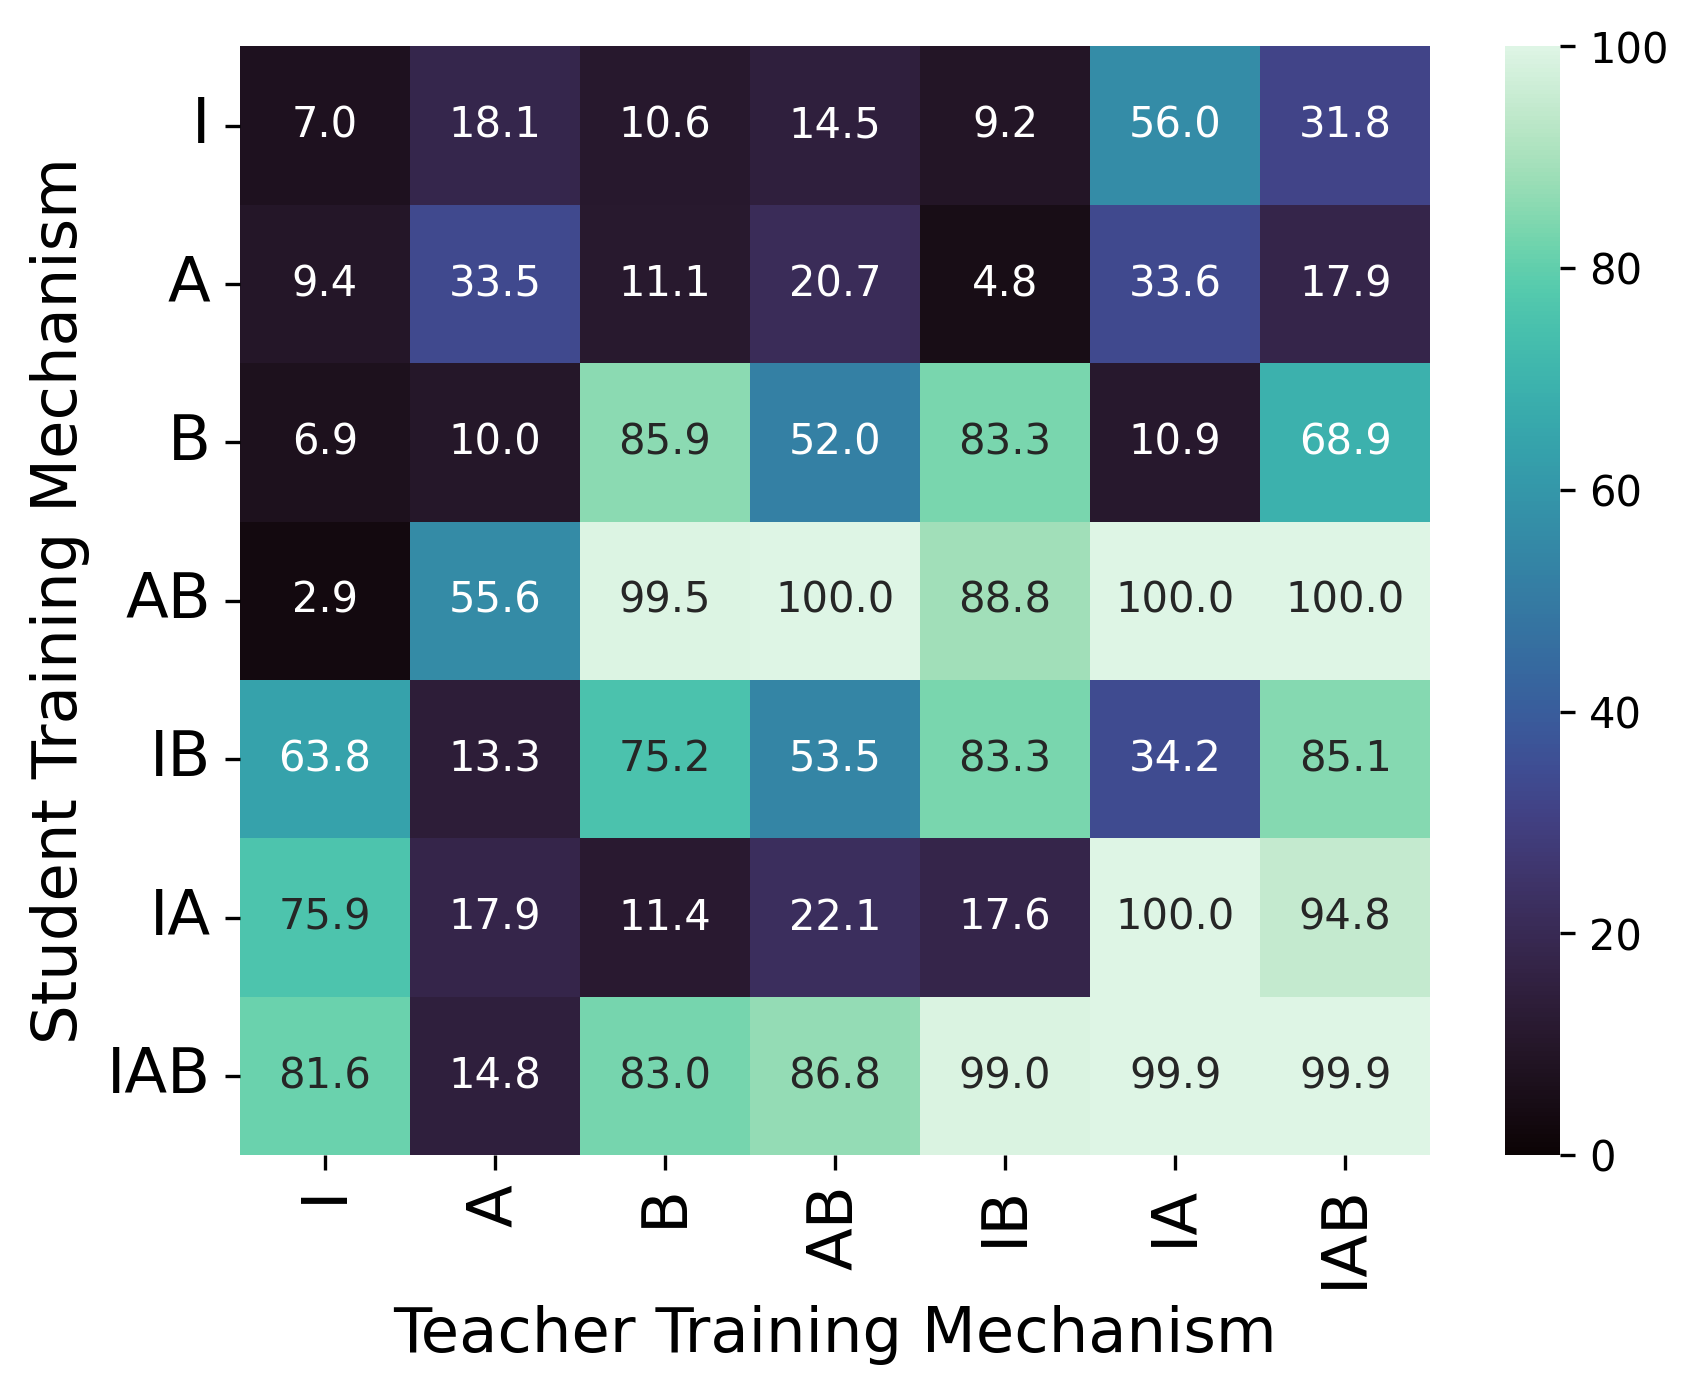 Student Training Mechanism
I 7.0 18.1 10.6 14.5 9.2 56.0 31.8
A 9.4 33.5 11.1 20.7 4.8 33.6 17.9
B 6.9 10.0 85.9 52.0 83.3 10.9 68.9
AB 2.9 55.6 99.5 100.0 88.8 100.0 100.0
IB 63.8 13.3 75.2 53.5 83.3 34.2 85.1
IA 75.9 17.9 11.4 22.1 17.6 100.0 94.8
IAB 81.6 14.8 83.0 86.8 99.0 99.9 99.9
I A B AB IB IA IAB
Teacher Training Mechanism
100
80
60
40
20
0